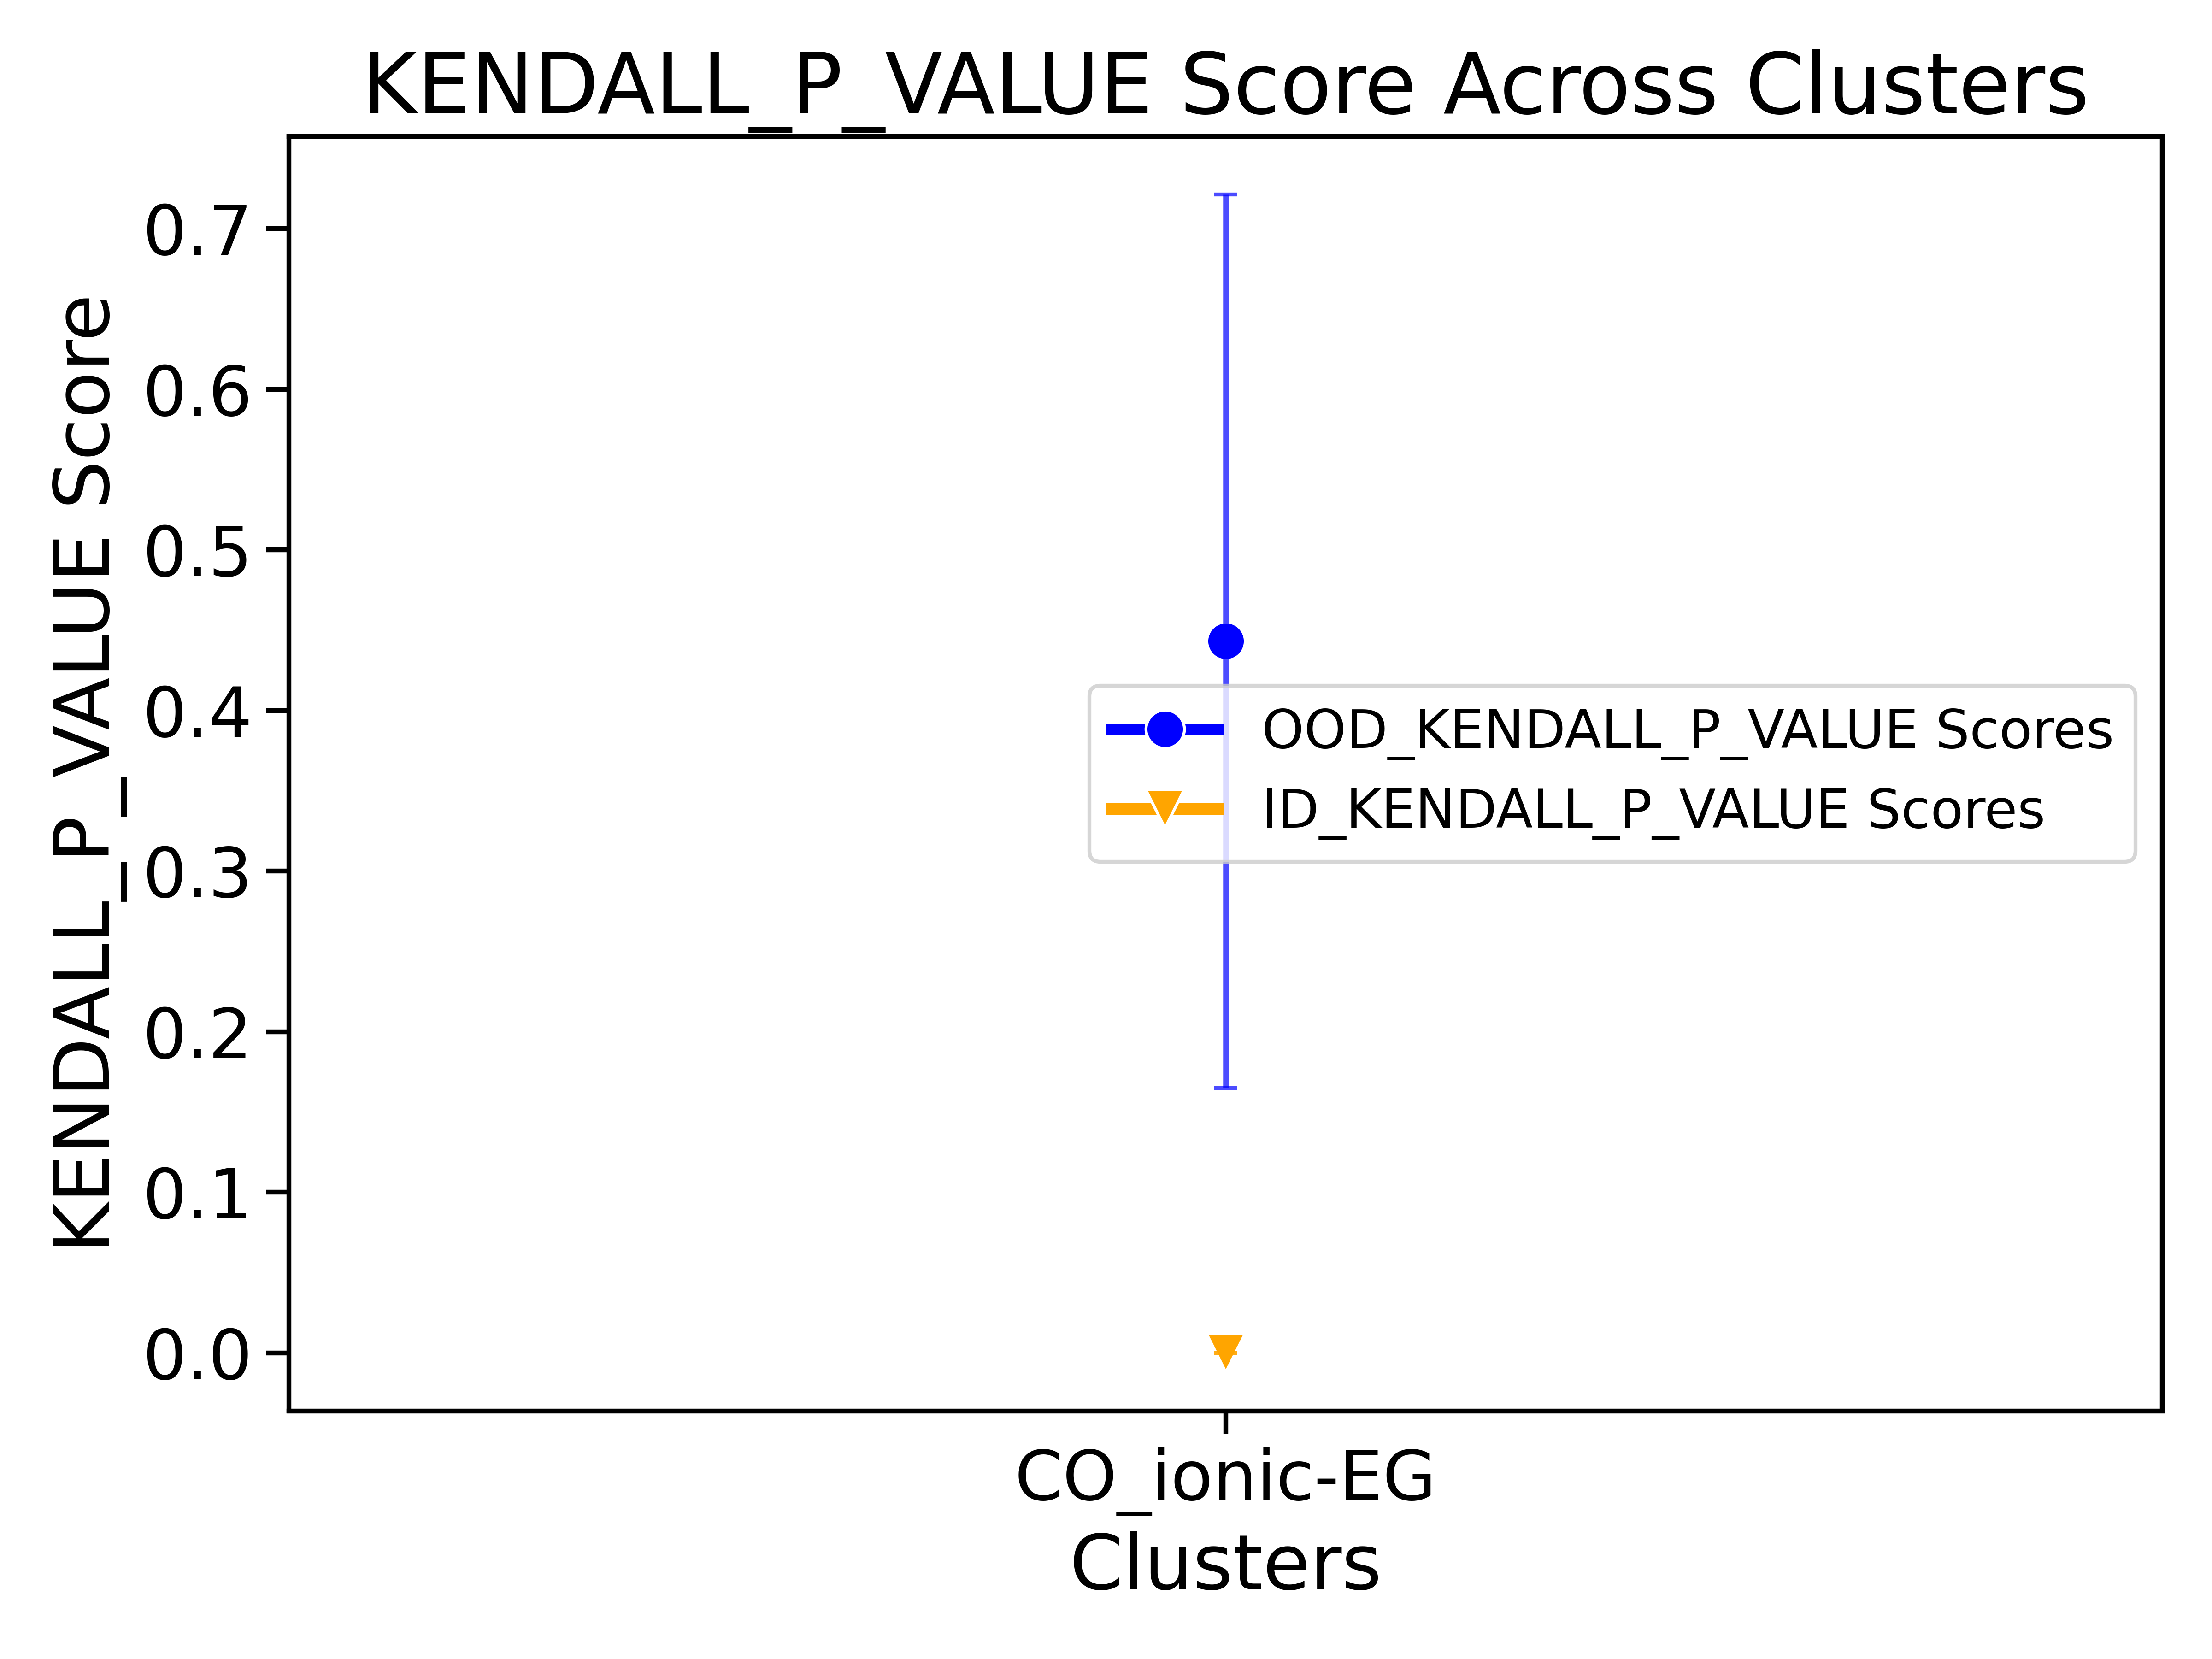 KENDALL_P_VALUE Score Across Clusters
KENDALL_P_VALUE Score
0.7
0.6
0.5
0.4
0.3
0.2
0.1
0.0
OOD_KENDALL_P_VALUE Scores
ID_KENDALL_P_VALUE Scores
CO_ionic-EG
Clusters